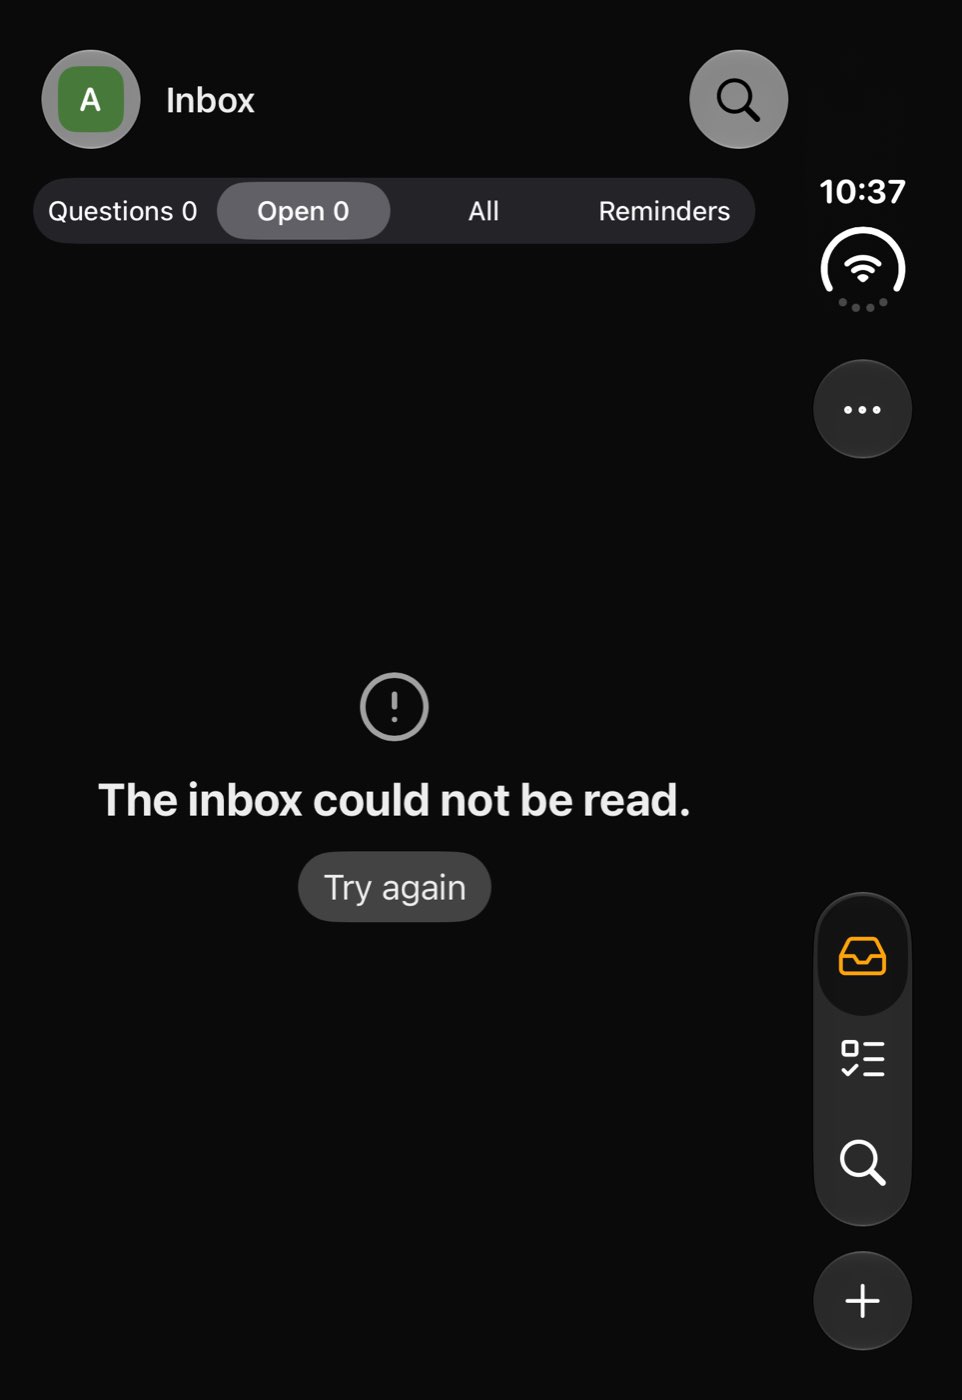 A
Inbox
Questions 0
Open 0
All
Reminders
10:37
The inbox could not be read.
Try again